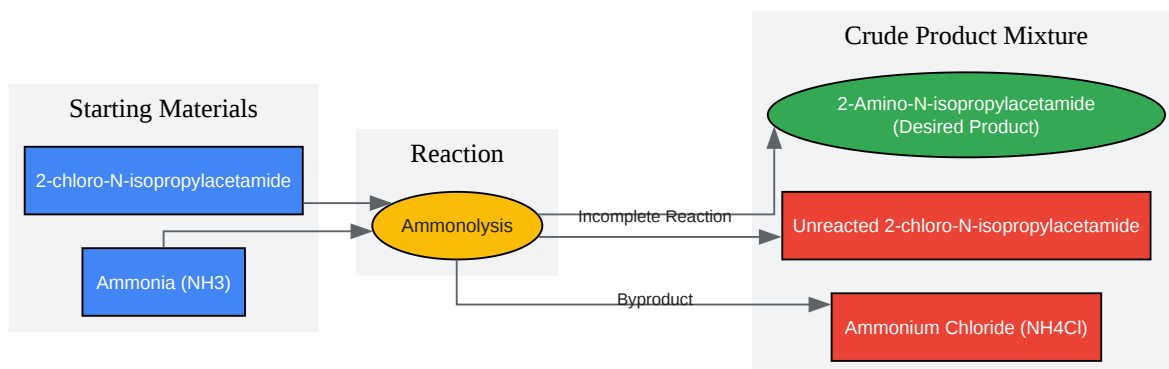 Starting Materials
2-chloro-N-isopropylacetamide
Ammonia (NH3)
Reaction
Ammonolysis
Incomplete Reaction
Byproduct
Crude Product Mixture
2-Amino-N-isopropylacetamide
(Desired Product)
Unreacted 2-chloro-N-isopropylacetamide
Ammonium Chloride (NH4Cl)